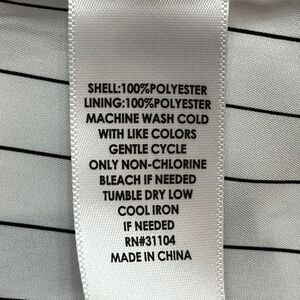 SHELL:100%POLYESTER
LINING:100%POLYESTER
MACHINE WASH COLD
WITH LIKE COLORS
GENTLE CYCLE
ONLY NON-CHLORINE
BLEACH IF NEEDED
TUMBLE DRY LOW
COOL IRON
IF NEEDED
RN#31104
MADE IN CHINA